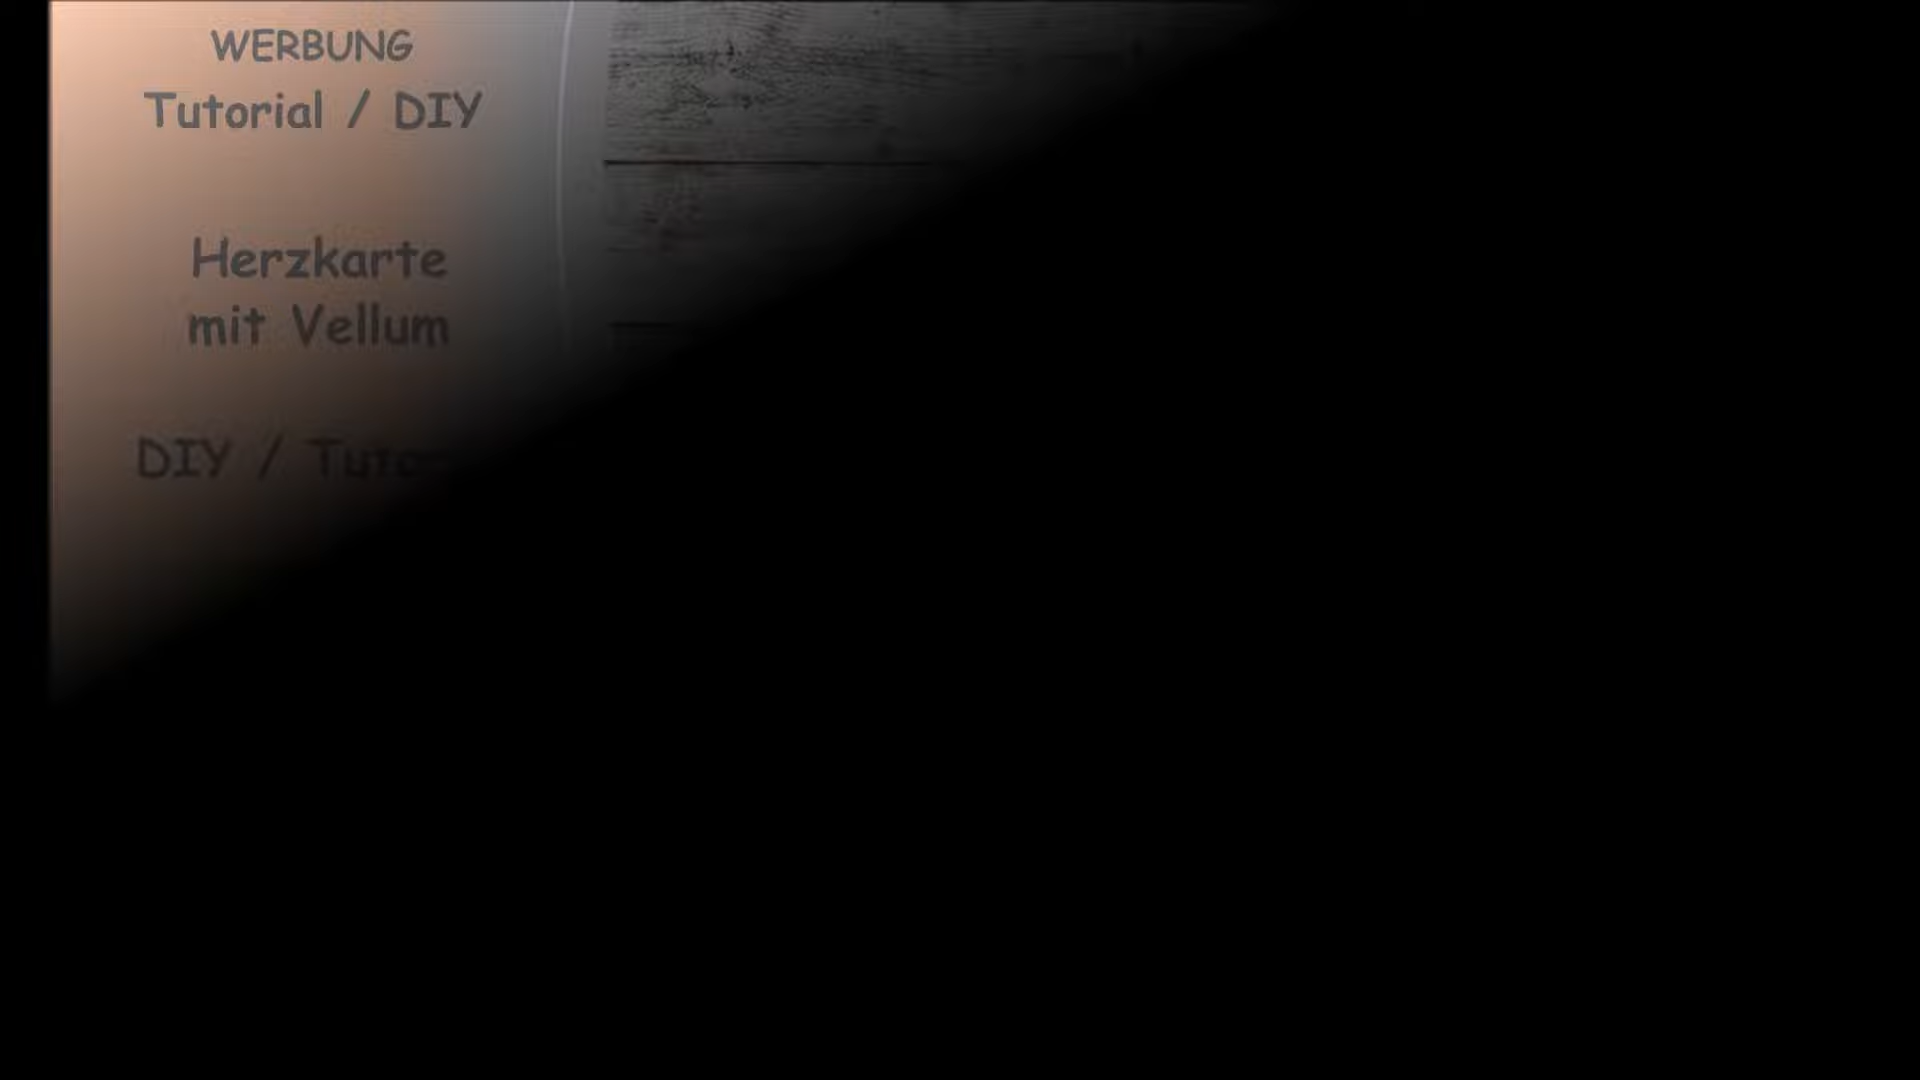 WERBUNG
Tutorial / DIY
Herzkarte
mit Vellum
DIY /